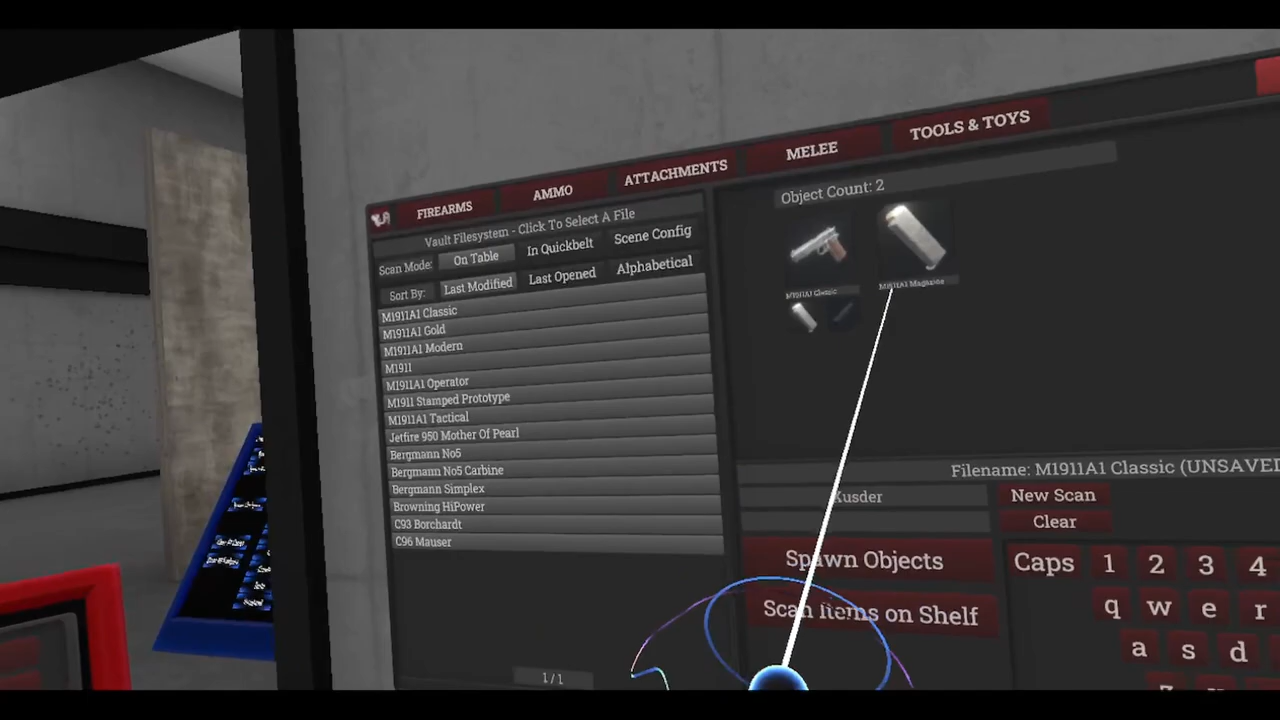 FIREARMS
AMMO
ATTACHMENTS
MELEE
TOOLS & TOYS
Vault Filesystem - Click To Select A File
Scan Mode: On Table In Quickbelt Scene Config
Sort By: Last Modified Last Opened Alphabetical
M1911A1 Classic
M1911A1 Gold
M1911A1 Modern
M1911
M1911A1 Operator
M1911 Stamped Prototype
M1911A1 Tactical
Jetfire 950 Mother Of Pearl
Bergmann No5
Bergmann No5 Carbine
Bergmann Simplex
Browning HiPower
C93 Borchardt
C96 Mauser
1/1
Object Count: 2
M1911A1 Classic
M1911A1 Magazine
Filename: M1911A1 Classic (UNSAVED
Kusder
New Scan
Clear
Spawn Objects
Scan Items on Shelf
Caps 1 2 3 4
q w e r
a s d